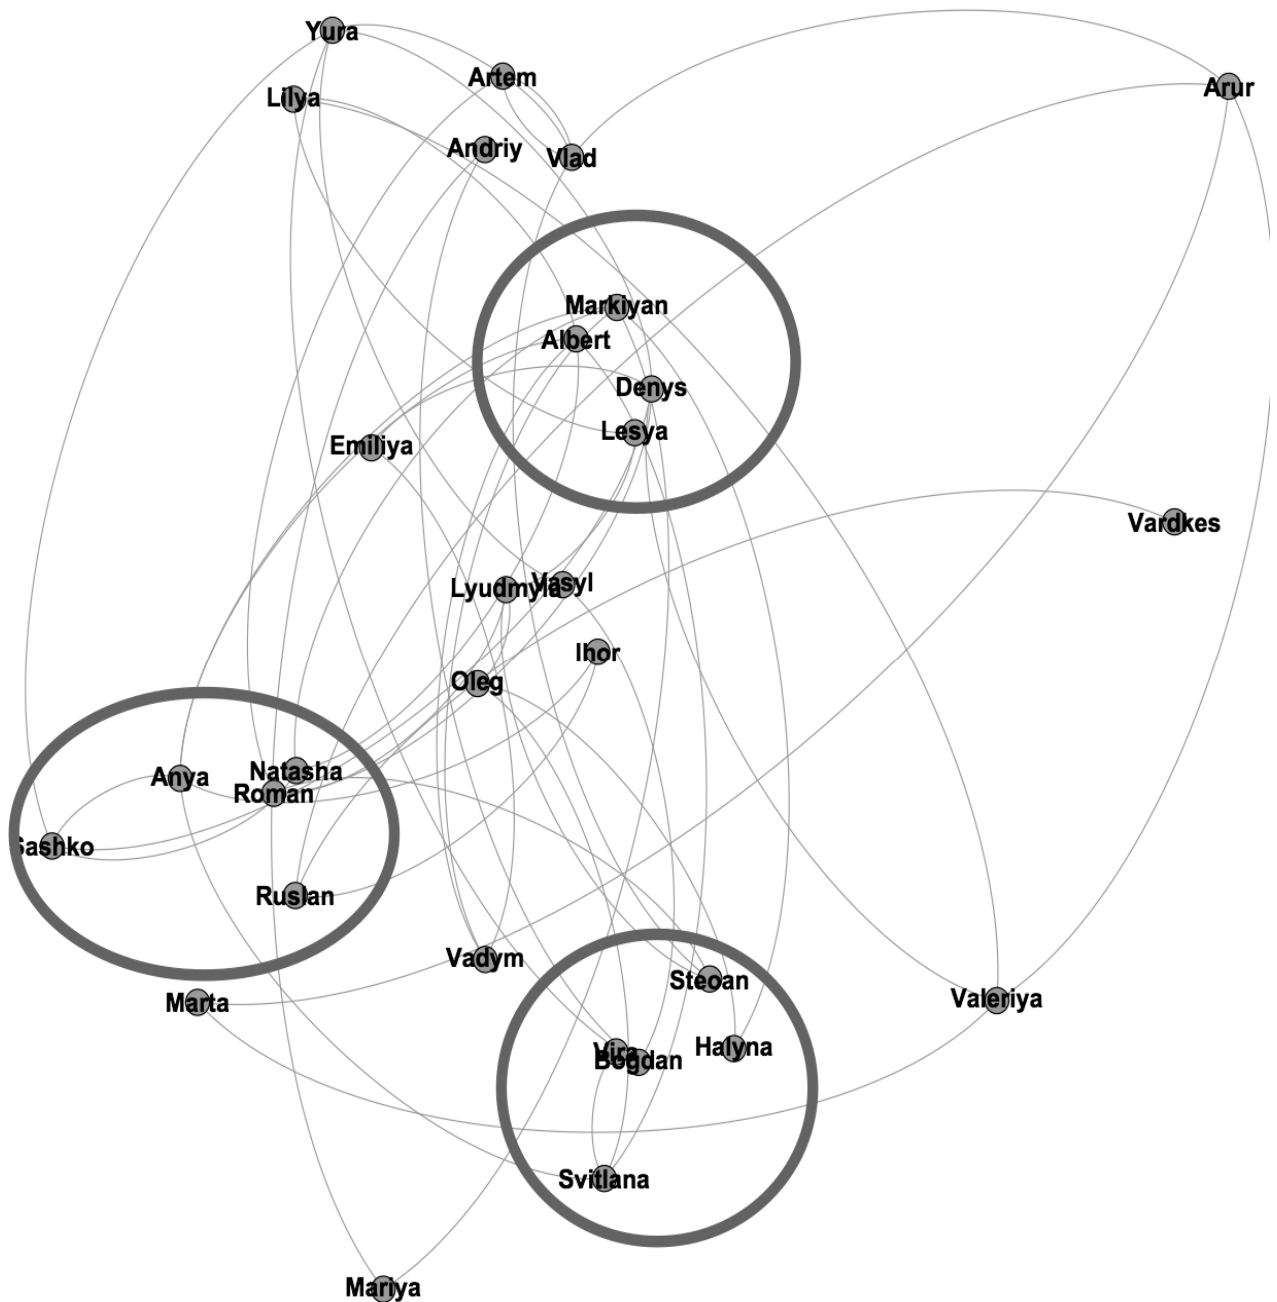 Yura
Artem
Lilya
Arur
Andriy
Vlad
Markiyan
Albert
Denys
Lesya
Emiliya
Vardkes
Lyudmyla
Vasyl
Ihor
Oleg
Natasha
Anya
Roman
Sashko
Ruslan
Vadym
Steoan
Marta
Valeriya
Vira
Bogdan
Halyna
Svitlana
Mariya